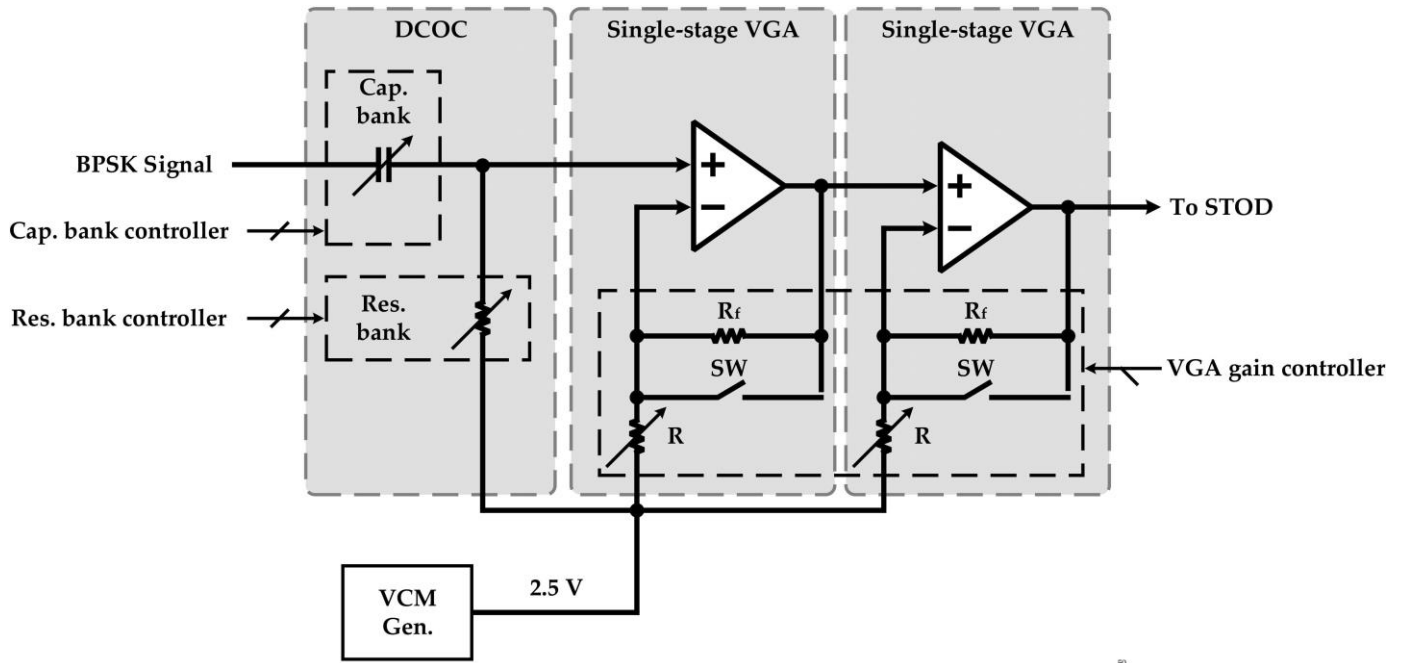 DCOC
Single-stage VGA
Single-stage VGA
Cap.
bank
BPSK Signal
+
−
+
−
To STOD
Cap. bank controller
Res. bank controller
Res.
bank
Rf
Rf
SW
SW
VGA gain controller
R
R
VCM
Gen.
2.5 V